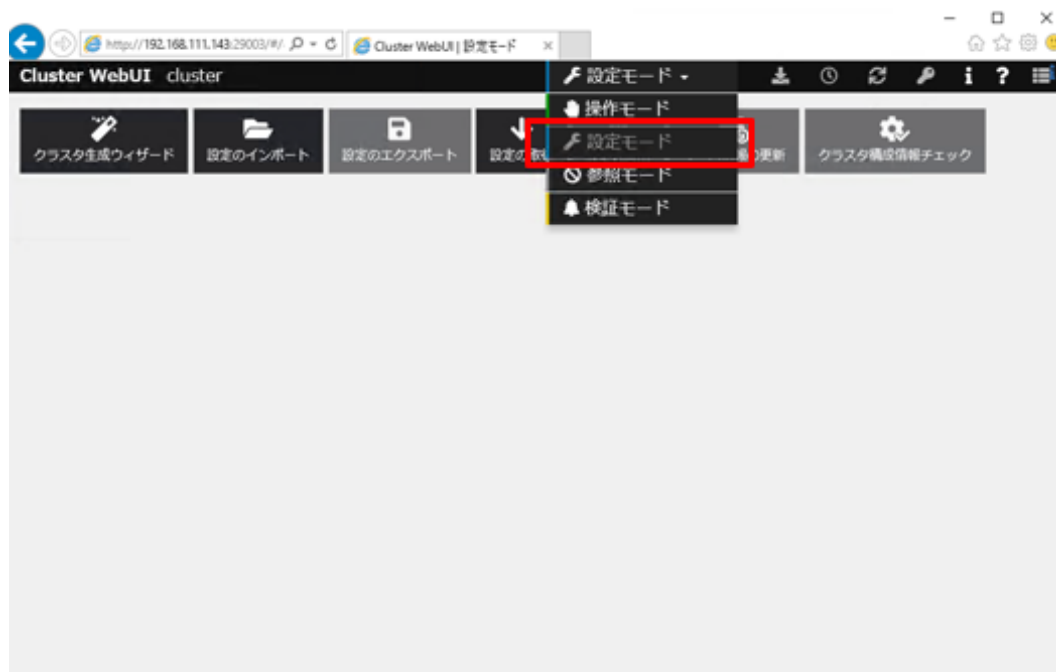 http://192.168.111.143:29003/#/
Cluster WebUI | 設定モード
Cluster WebUI cluster
設定モード
操作モード
設定モード
参照モード
検証モード
クラスタ生成ウィザード
設定のインポート
設定のエクスポート
設定の
の更新
クラスタ構成情報チェック